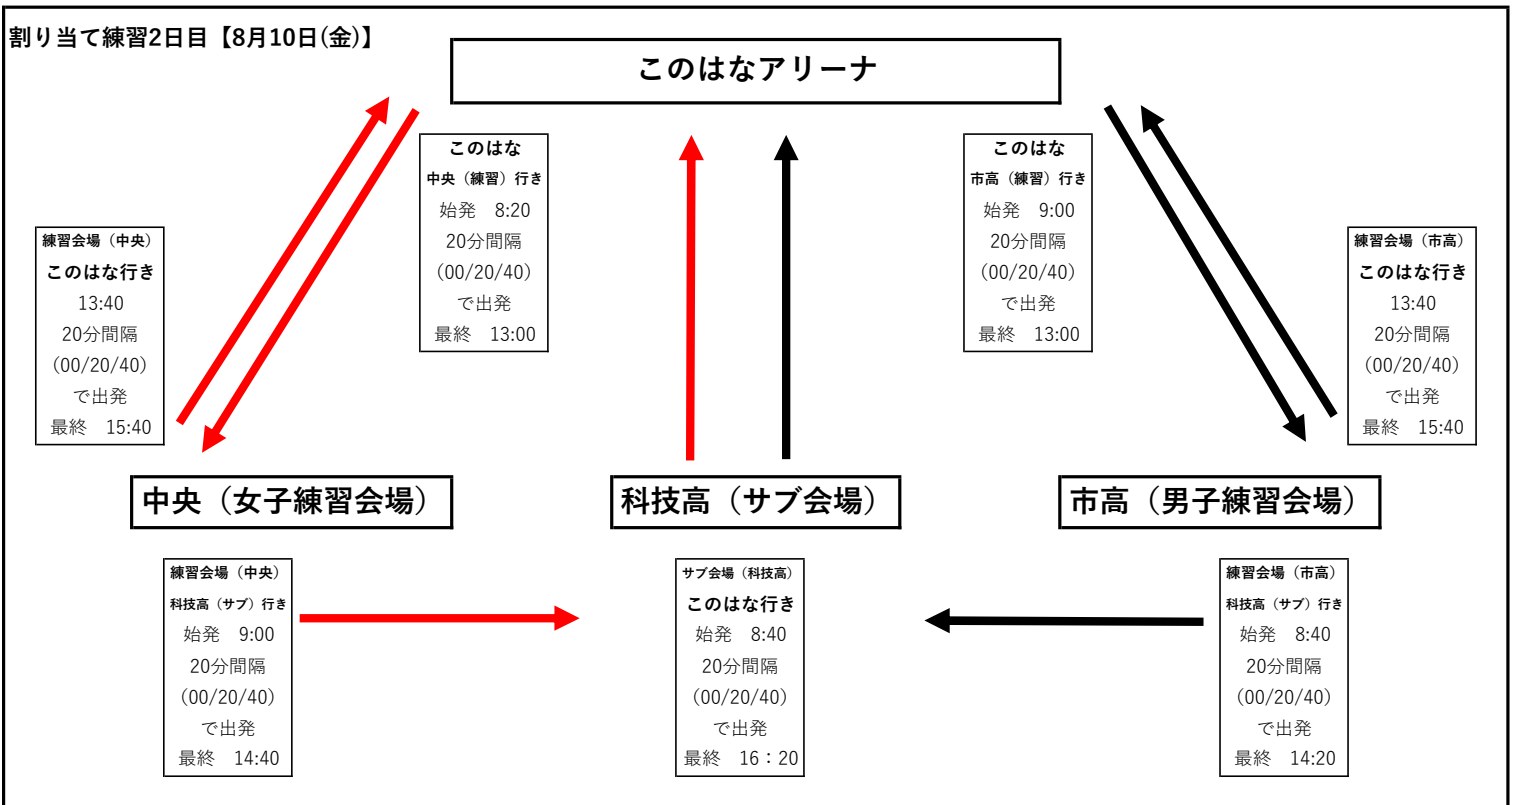 割り当て練習2日目【8月10日(金)】
このはなアリーナ
このはな
中央（練習）行き
始発　8:20
20分間隔
(00/20/40)
で出発
最終　13:00
このはな
市高（練習）行き
始発　9:00
20分間隔
(00/20/40)
で出発
最終　13:00
練習会場（中央）
このはな行き
13:40
20分間隔
(00/20/40)
で出発
最終　15:40
練習会場（市高）
このはな行き
13:40
20分間隔
(00/20/40)
で出発
最終　15:40
中央（女子練習会場）
科技高（サブ会場）
市高（男子練習会場）
練習会場（中央）
科技高（サブ）行き
始発　9:00
20分間隔
(00/20/40)
で出発
最終　14:40
サブ会場（科技高）
このはな行き
始発　8:40
20分間隔
(00/20/40)
で出発
最終　16：20
練習会場（市高）
科技高（サブ）行き
始発　8:40
20分間隔
(00/20/40)
で出発
最終　14:20